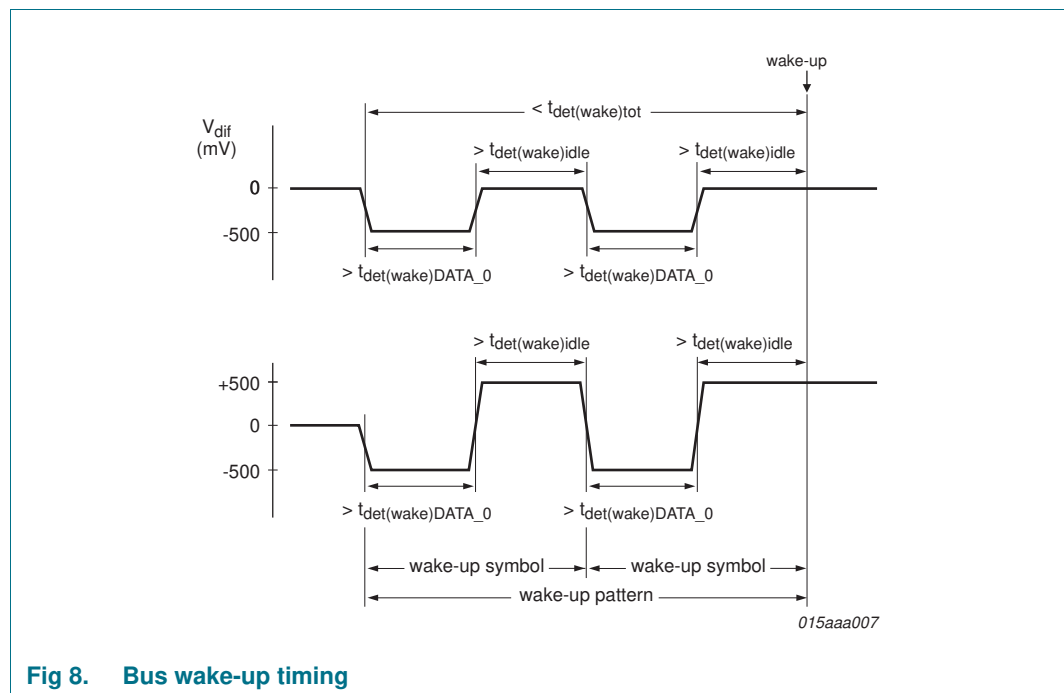 wake-up
< tdet(wake)tot
Vdif
(mV)
> tdet(wake)idle
> tdet(wake)idle
0
-500
> tdet(wake)DATA_0
> tdet(wake)DATA_0
> tdet(wake)idle
> tdet(wake)idle
+500
0
-500
> tdet(wake)DATA_0
> tdet(wake)DATA_0
wake-up symbol
wake-up symbol
wake-up pattern
015aaa007
Fig 8. Bus wake-up timing